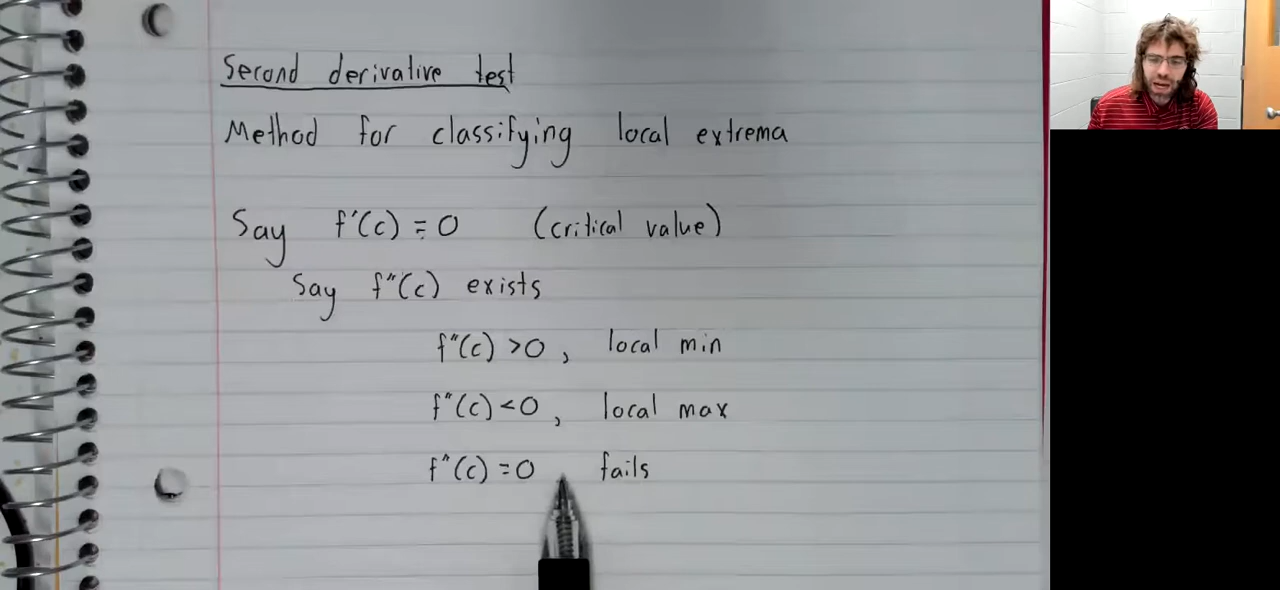 Second derivative test
Method for classifying local extrema
Say f'(c) = 0 (critical value)
Say f"(c) exists
f"(c) >0, local min
f"(c) <0, local max
f"(c) =0 fails